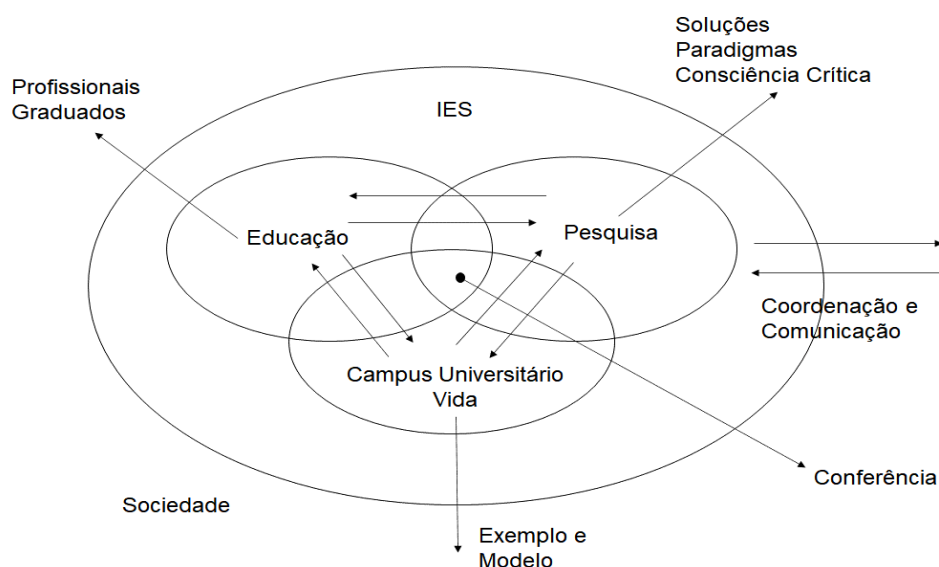 Soluções
Paradigmas
Consciência Crítica
Profissionais
Graduados
IES
Educação
Pesquisa
Coordenação e
Comunicação
Campus Universitário
Vida
Conferência
Sociedade
Exemplo e
Modelo